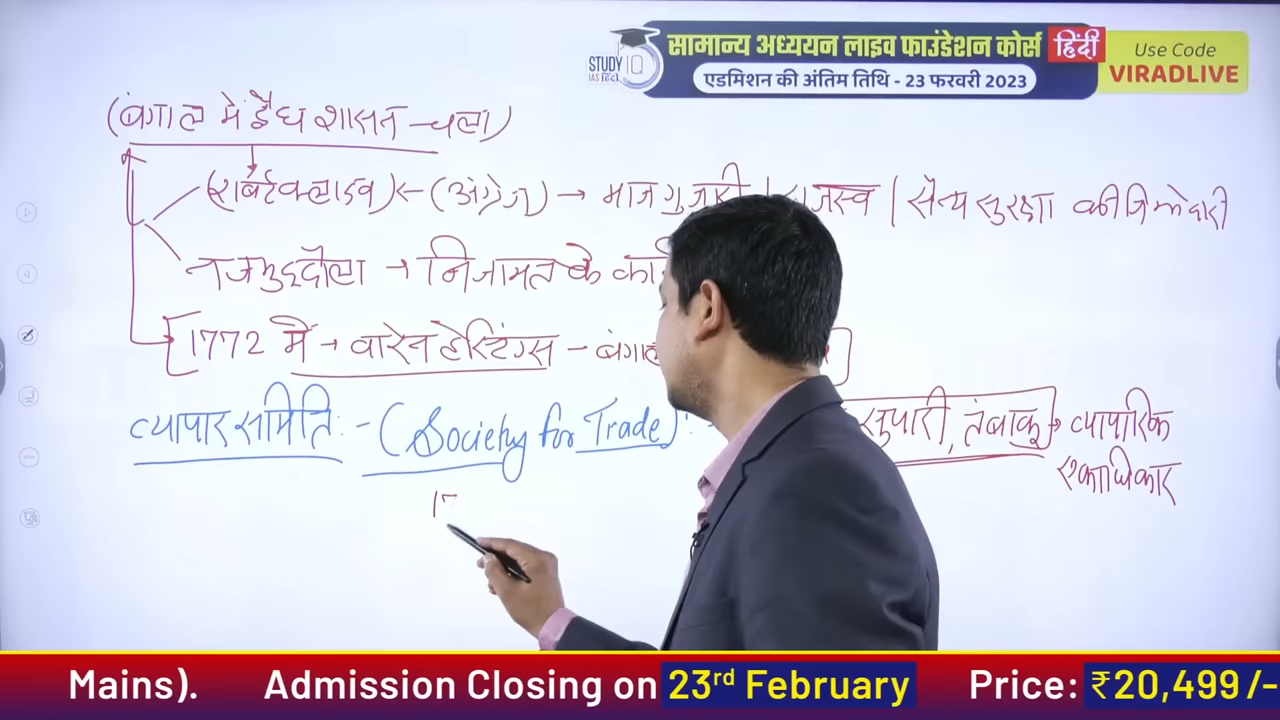 STUDY IQ
IAS हिंदी
सामान्य अध्ययन लाइव फाउंडेशन कोर्स हिंदी
एडमिशन की अंतिम तिथि - 23 फरवरी 2023
Use Code
VIRADLIVE
(बंगाल में द्वैध शासन - चला)
(राबर्ट क्लाइव) ← (अंग्रेज) → मालगुजारी | राजस्व | सैन्य सुरक्षा की जिम्मेदारी
नजमुद्दौला → निजामत के
[1772 में → वारेन हेस्टिंग्स - बंगाल
व्यापार समिति :- (Society for Trade) :-
सुपारी, तंबाकू → व्यापारिक
एकाधिकार
17
Mains). Admission Closing on 23rd February Price: ₹20,499/-